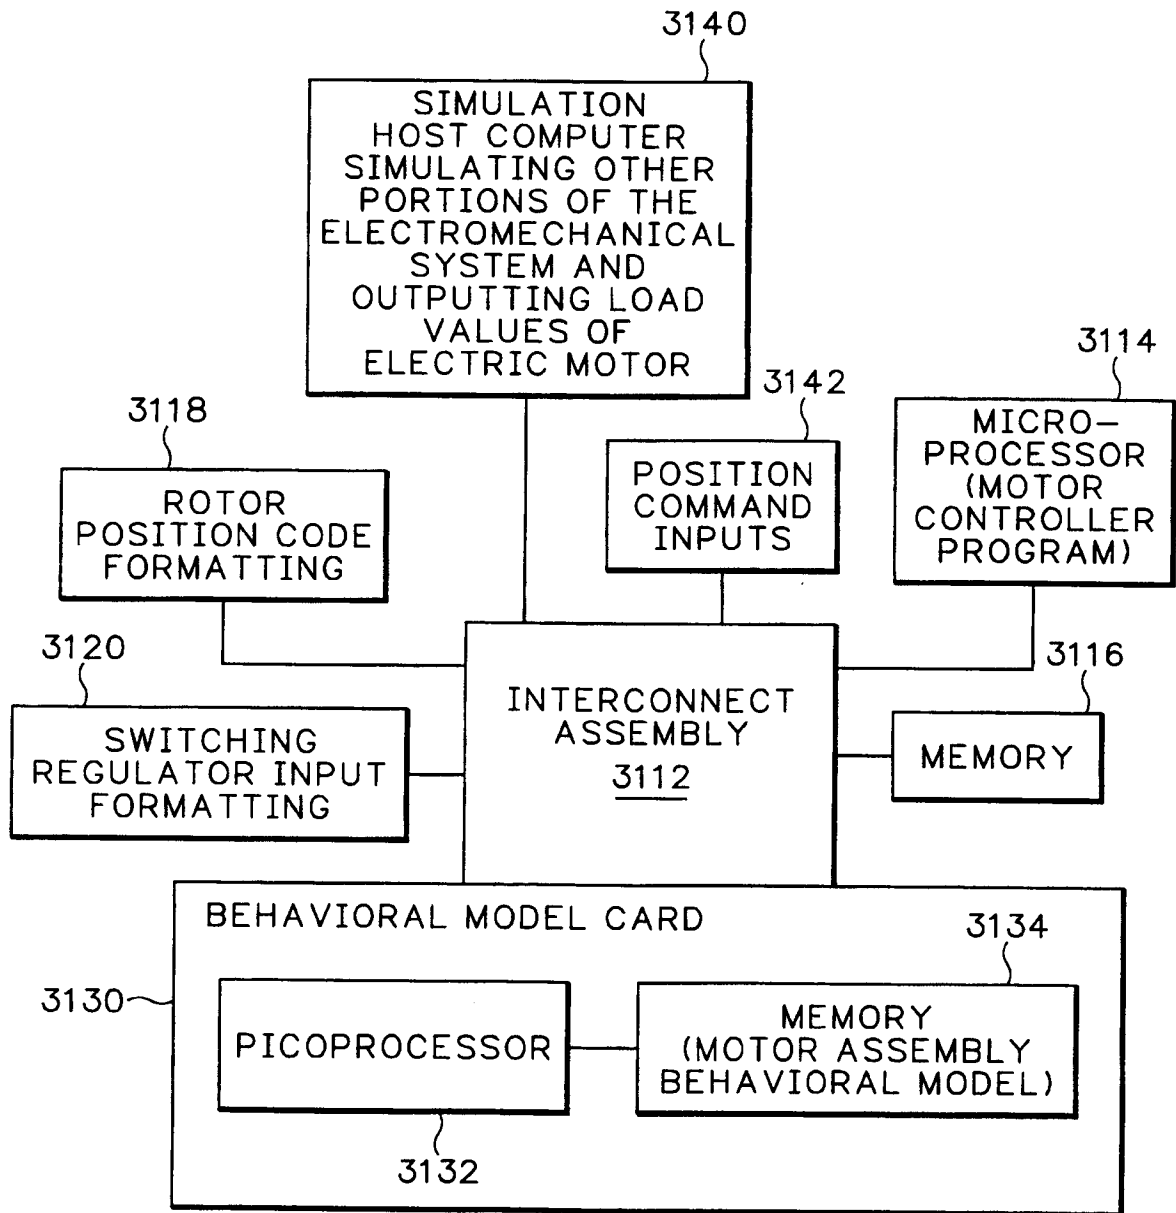 3140
SIMULATION
HOST COMPUTER
SIMULATING OTHER
PORTIONS OF THE
ELECTROMECHANICAL
SYSTEM AND
OUTPUTTING LOAD
VALUES OF
ELECTRIC MOTOR
3118
ROTOR
POSITION CODE
FORMATTING
3142
POSITION
COMMAND
INPUTS
3114
MICRO-
PROCESSOR
(MOTOR
CONTROLLER
PROGRAM)
3120
SWITCHING
REGULATOR INPUT
FORMATTING
INTERCONNECT
ASSEMBLY
3112
3116
MEMORY
BEHAVIORAL MODEL CARD
3130
PICOPROCESSOR
3132
3134
MEMORY
(MOTOR ASSEMBLY
BEHAVIORAL MODEL)